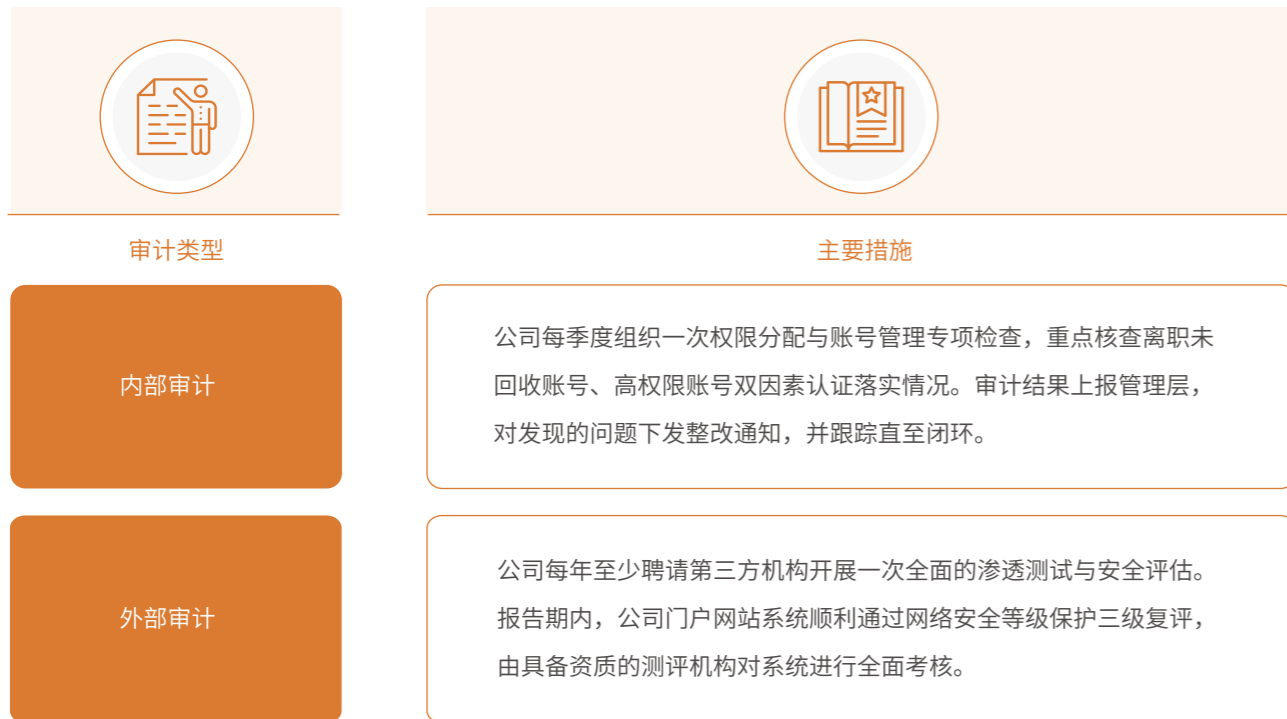 审计类型
主要措施
内部审计
公司每季度组织一次权限分配与账号管理专项检查，重点核查离职未
回收账号、高权限账号双因素认证落实情况。审计结果上报管理层，
对发现的问题下发整改通知，并跟踪直至闭环。
外部审计
公司每年至少聘请第三方机构开展一次全面的渗透测试与安全评估。
报告期内，公司门户网站系统顺利通过网络安全等级保护三级复评，
由具备资质的测评机构对系统进行全面考核。